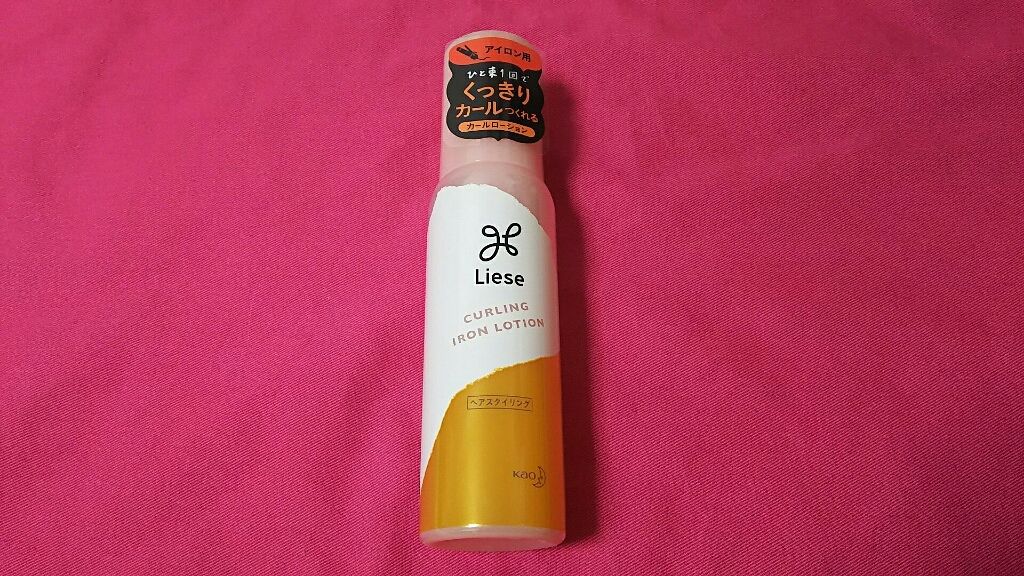 アイロン用
ひと束1回で
くっきり
カールつくれる
カールローション
Liese
CURLING
IRON LOTION
ヘアスタイリング
Kao